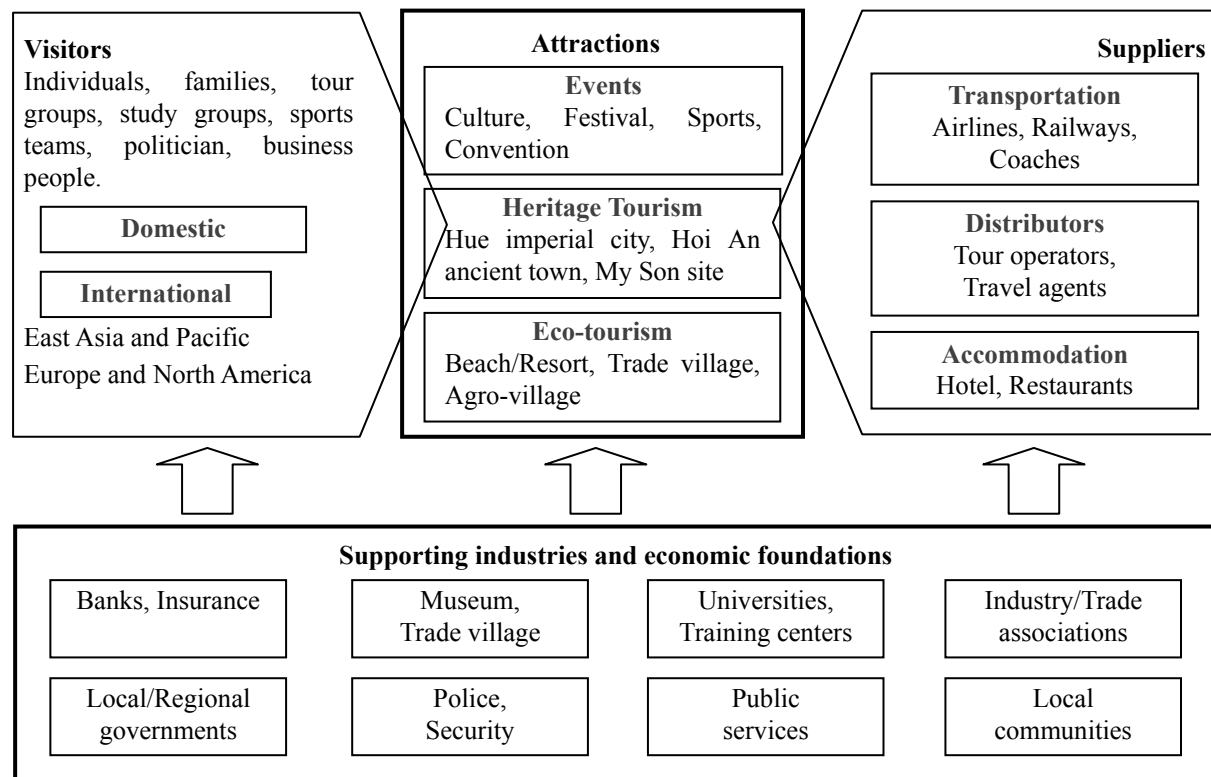 Visitors
Individuals, families, tour
groups, study groups, sports
teams, politician, business
people.
Domestic
International
East Asia and Pacific
Europe and North America
Attractions
Events
Culture, Festival, Sports,
Convention
Heritage Tourism
Hue imperial city, Hoi An
ancient town, My Son site
Eco-tourism
Beach/Resort, Trade village,
Agro-village
Suppliers
Transportation
Airlines, Railways,
Coaches
Distributors
Tour operators,
Travel agents
Accommodation
Hotel, Restaurants
Supporting industries and economic foundations
Banks, Insurance
Museum,
Trade village
Universities,
Training centers
Industry/Trade
associations
Local/Regional
governments
Police,
Security
Public
services
Local
communities